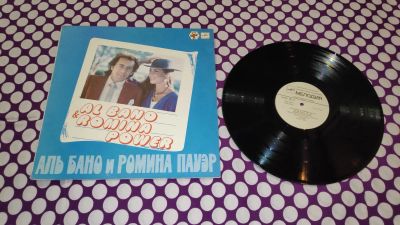 AL BANO
& ROMINA
POWER
АЛЬ БАНО И РОМИНА ПАУЭР
МЕЛОДИЯ